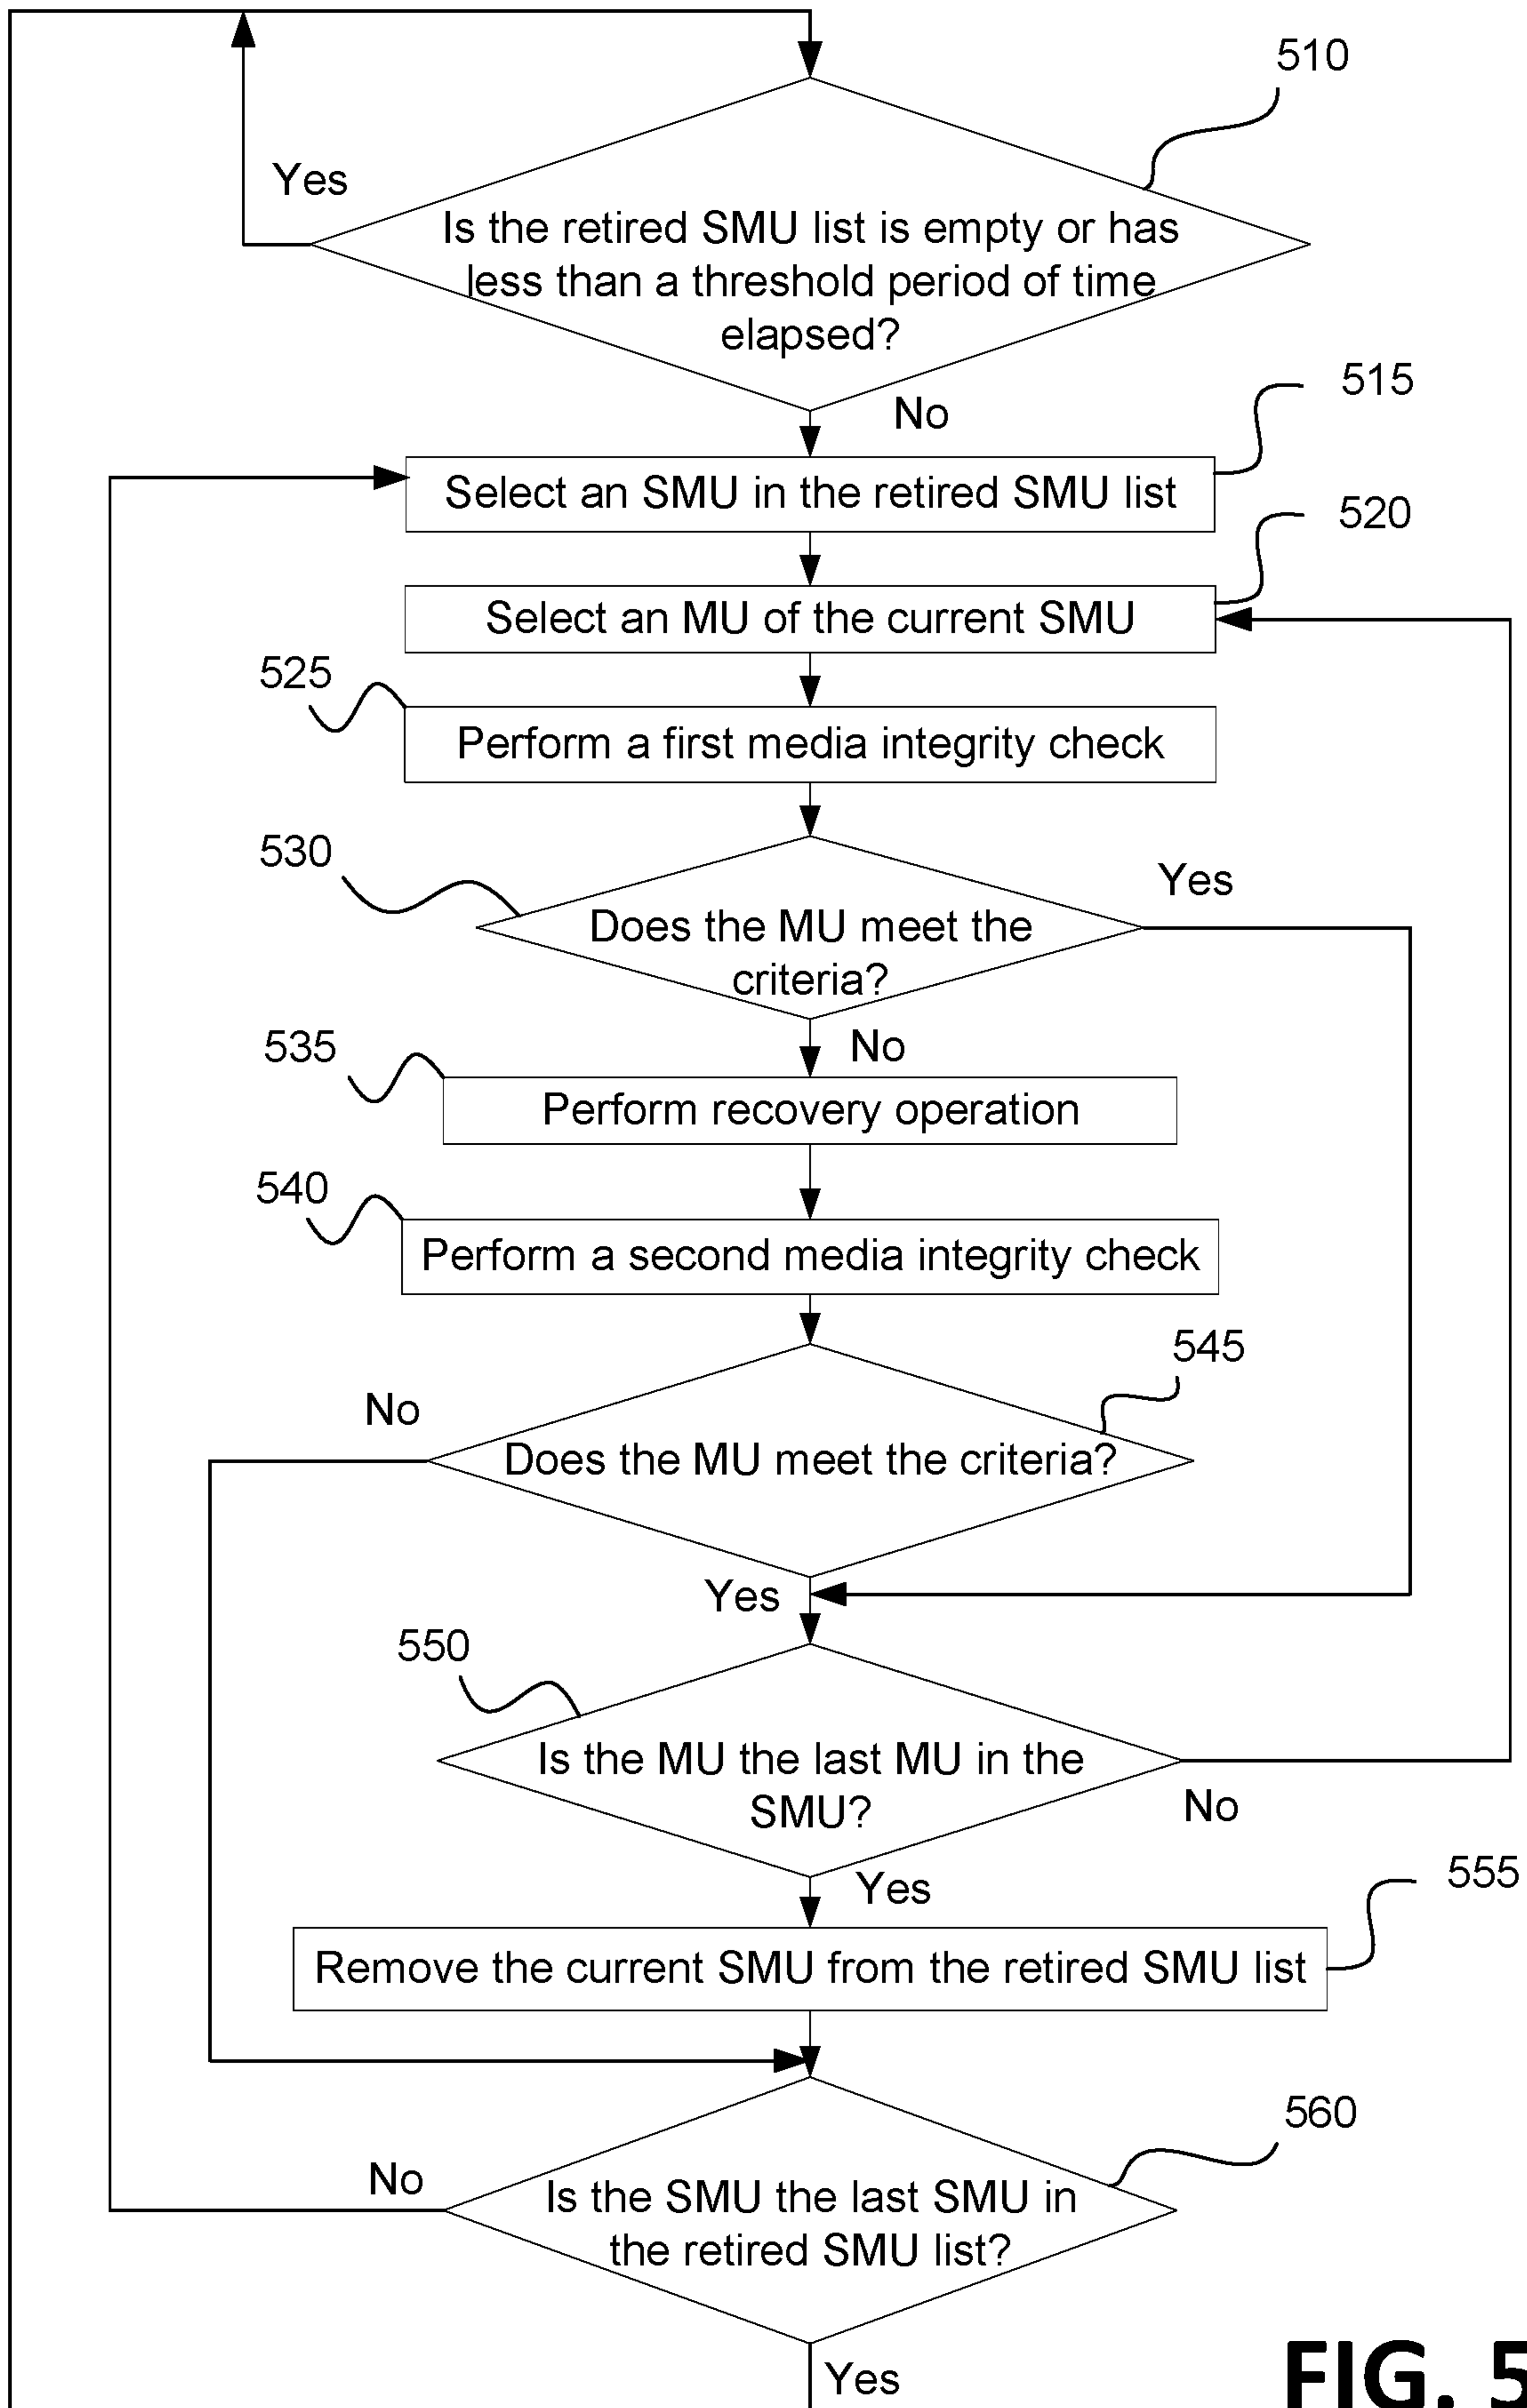 510
Yes
Is the retired SMU list is empty or has
less than a threshold period of time
elapsed?
No
515
Select an SMU in the retired SMU list
520
Select an MU of the current SMU
525
Perform a first media integrity check
530
Yes
Does the MU meet the
criteria?
No
535
Perform recovery operation
540
Perform a second media integrity check
545
No
Does the MU meet the criteria?
Yes
550
Is the MU the last MU in the
SMU?
No
Yes
555
Remove the current SMU from the retired SMU list
560
No
Is the SMU the last SMU in
the retired SMU list?
Yes
FIG. 5